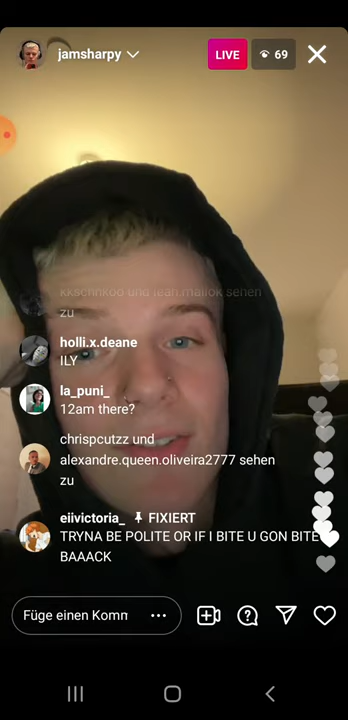 jamsharpy
LIVE
69
kkschnkoo und leah.mallok sehen
zu
holli.x.deane
ILY
la_puni_
12am there?
chrispcutzz und
alexandre.queen.oliveira2777 sehen
zu
eiivictoria_ FIXIERT
TRYNA BE POLITE OR IF I BITE U GON BITE
BAAACK
Füge einen Komm